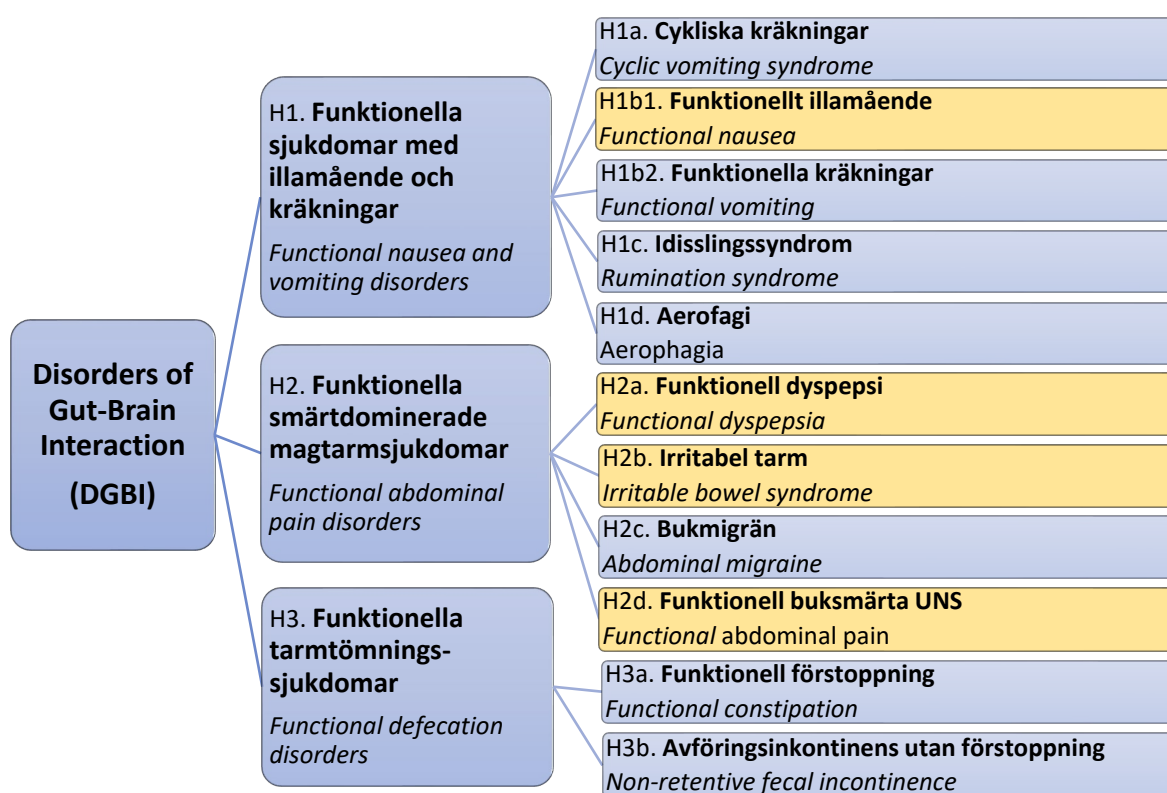 Disorders of
Gut-Brain
Interaction
(DGBI)
H1. Funktionella
sjukdomar med
illamående och
kräkningar
Functional nausea and
vomiting disorders
H1a. Cykliska kräkningar
Cyclic vomiting syndrome
H1b1. Funktionellt illamående
Functional nausea
H1b2. Funktionella kräkningar
Functional vomiting
H1c. Idisslingssyndrom
Rumination syndrome
H1d. Aerofagi
Aerophagia
H2. Funktionella
smärtdominerade
magtarmsjukdomar
Functional abdominal
pain disorders
H2a. Funktionell dyspepsi
Functional dyspepsia
H2b. Irritabel tarm
Irritable bowel syndrome
H2c. Bukmigrän
Abdominal migraine
H2d. Funktionell buksmärta UNS
Functional abdominal pain
H3. Funktionella
tarmtömnings-
sjukdomar
Functional defecation
disorders
H3a. Funktionell förstoppning
Functional constipation
H3b. Avföringsinkontinens utan förstoppning
Non-retentive fecal incontinence